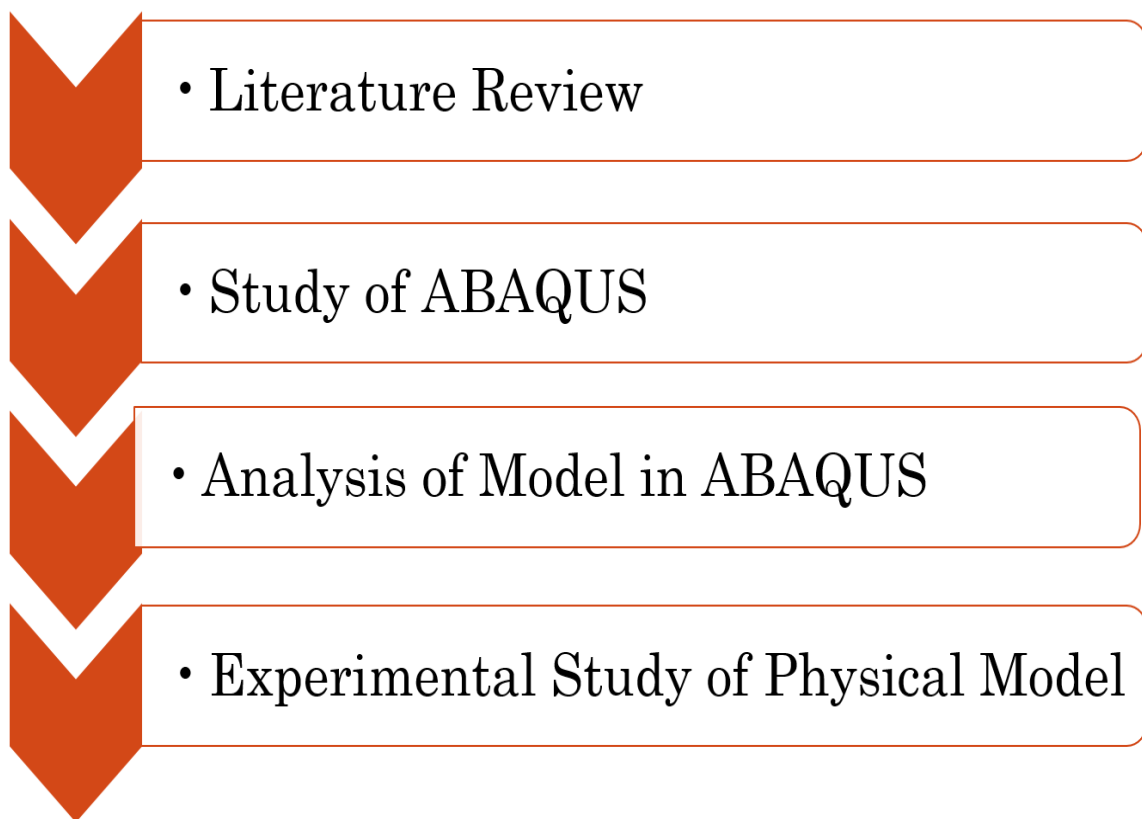 • Literature Review
• Study of ABAQUS
• Analysis of Model in ABAQUS
• Experimental Study of Physical Model